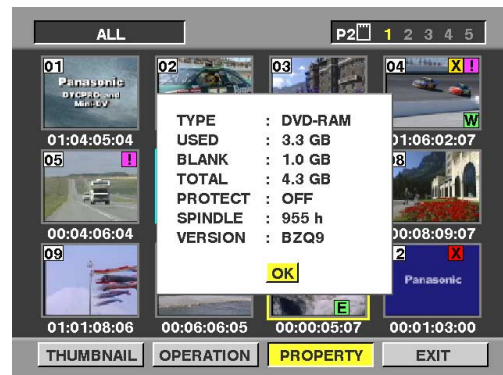 ALL P2 1 2 3 4 5
01 02 03 04 X !
Panasonic
DVCPRO and
Mini-DV
W
01:04:05:04 01:06:02:07
05 ! 08
00:04:06:04 00:08:09:07
TYPE : DVD-RAM
USED : 3.3 GB
BLANK : 1.0 GB
TOTAL : 4.3 GB
PROTECT : OFF
SPINDLE : 955 h
VERSION : BZQ9
OK
09 2 X
Panasonic
E
01:01:08:06 00:06:06:05 00:00:05:07 00:01:03:00
THUMBNAIL OPERATION PROPERTY EXIT